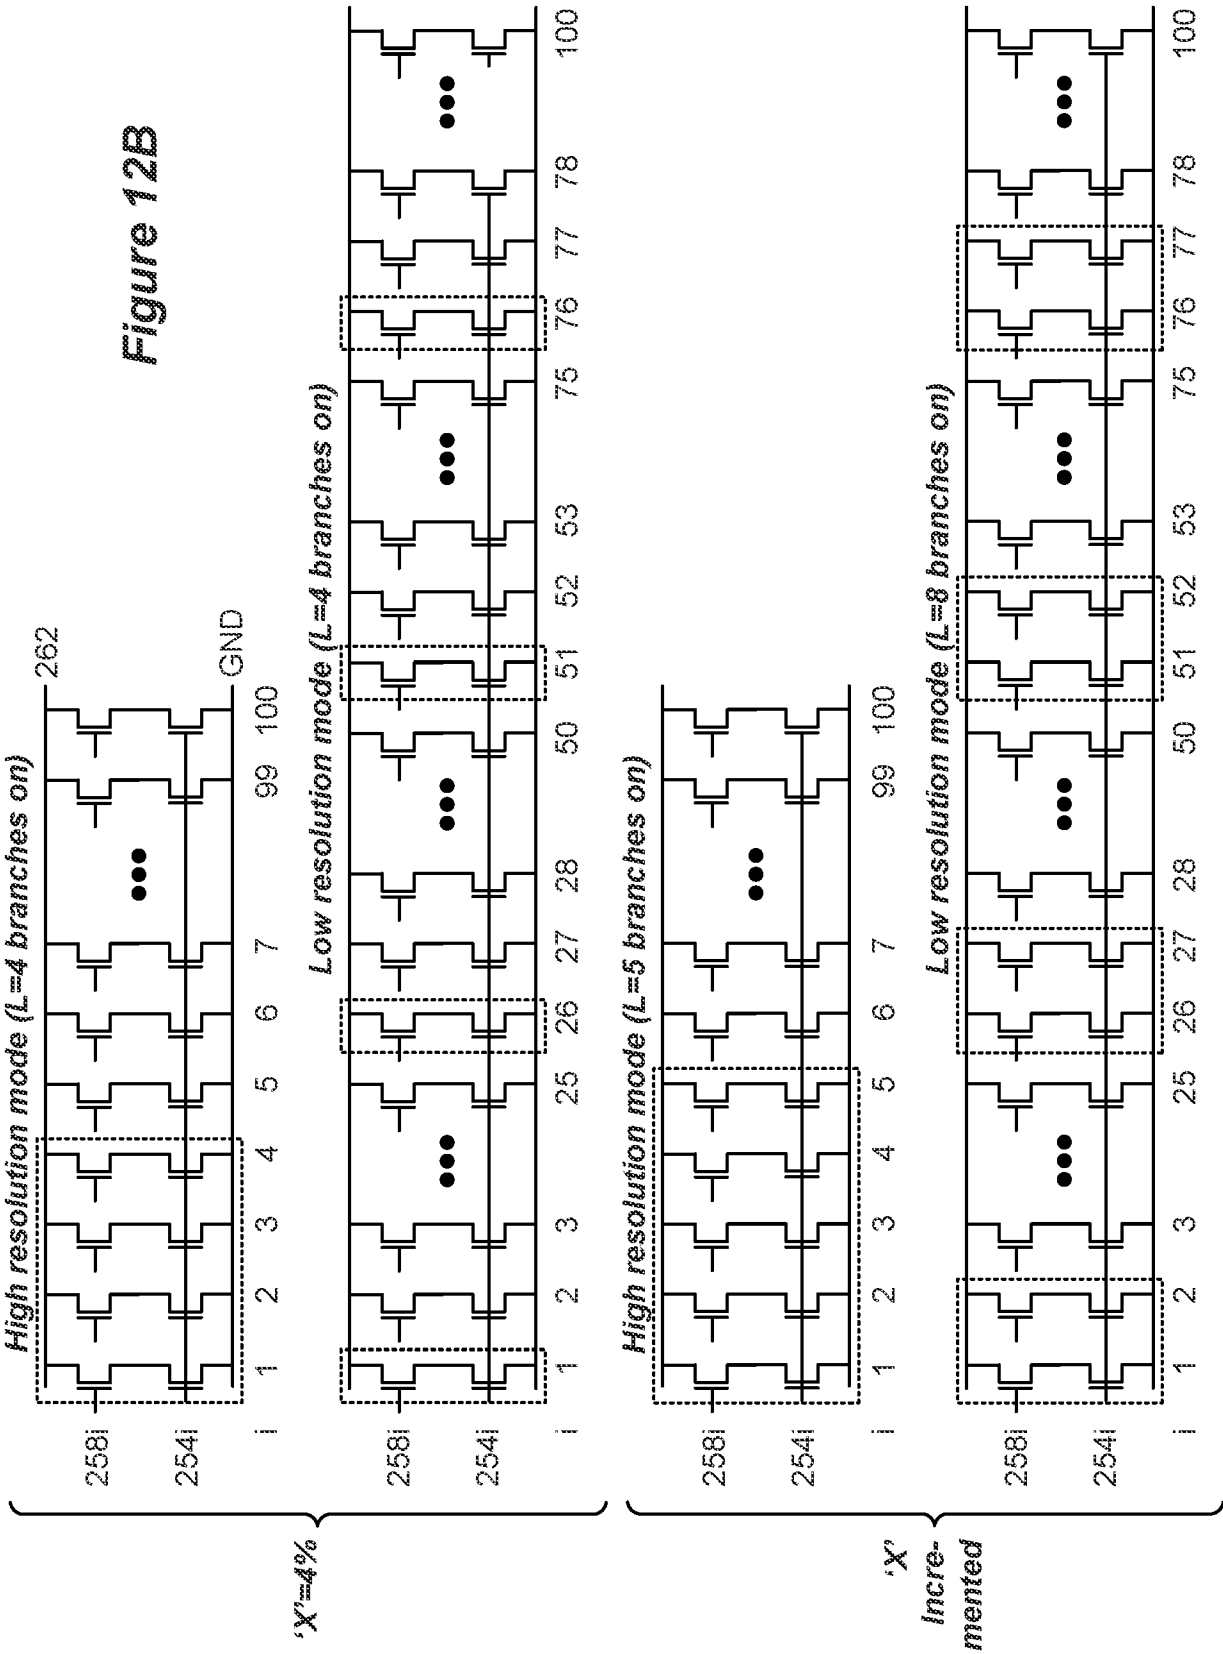 Figure 12B
'X'=4%
High resolution mode (L=4 branches on)
262
258i
254i
GND
i 1 2 3 4 5 6 7 99 100
Low resolution mode (L=4 branches on)
258i
254i
i 1 2 3 25 26 27 28 50 51 52 53 75 76 77 78 100
'X'
Incre-
mented
High resolution mode (L=5 branches on)
258i
254i
i 1 2 3 4 5 6 7 99 100
Low resolution mode (L=8 branches on)
258i
254i
i 1 2 3 25 26 27 28 50 51 52 53 75 76 77 78 100